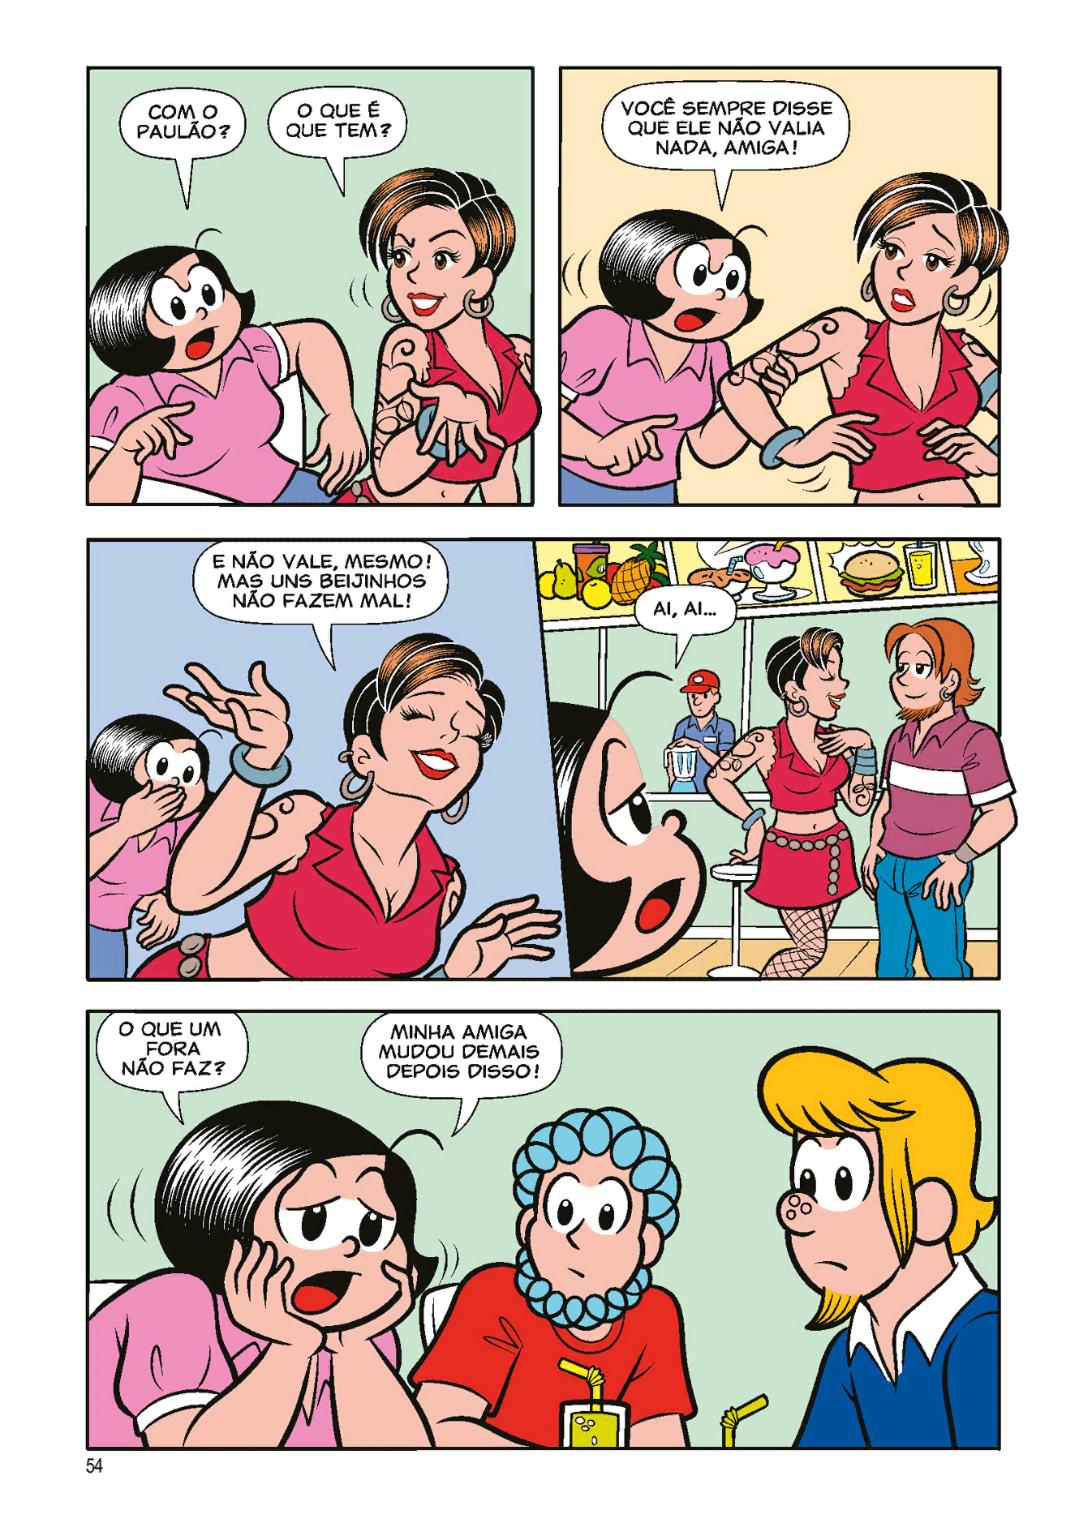 COM O
PAULÃO?
O QUE É
QUE TEM?
VOCÊ SEMPRE DISSE
QUE ELE NÃO VALIA
NADA, AMIGA!
E NÃO VALE, MESMO!
MAS UNS BEIJINHOS
NÃO FAZEM MAL!
AI, AI...
O QUE UM
FORA
NÃO FAZ?
MINHA AMIGA
MUDOU DEMAIS
DEPOIS DISSO!
54